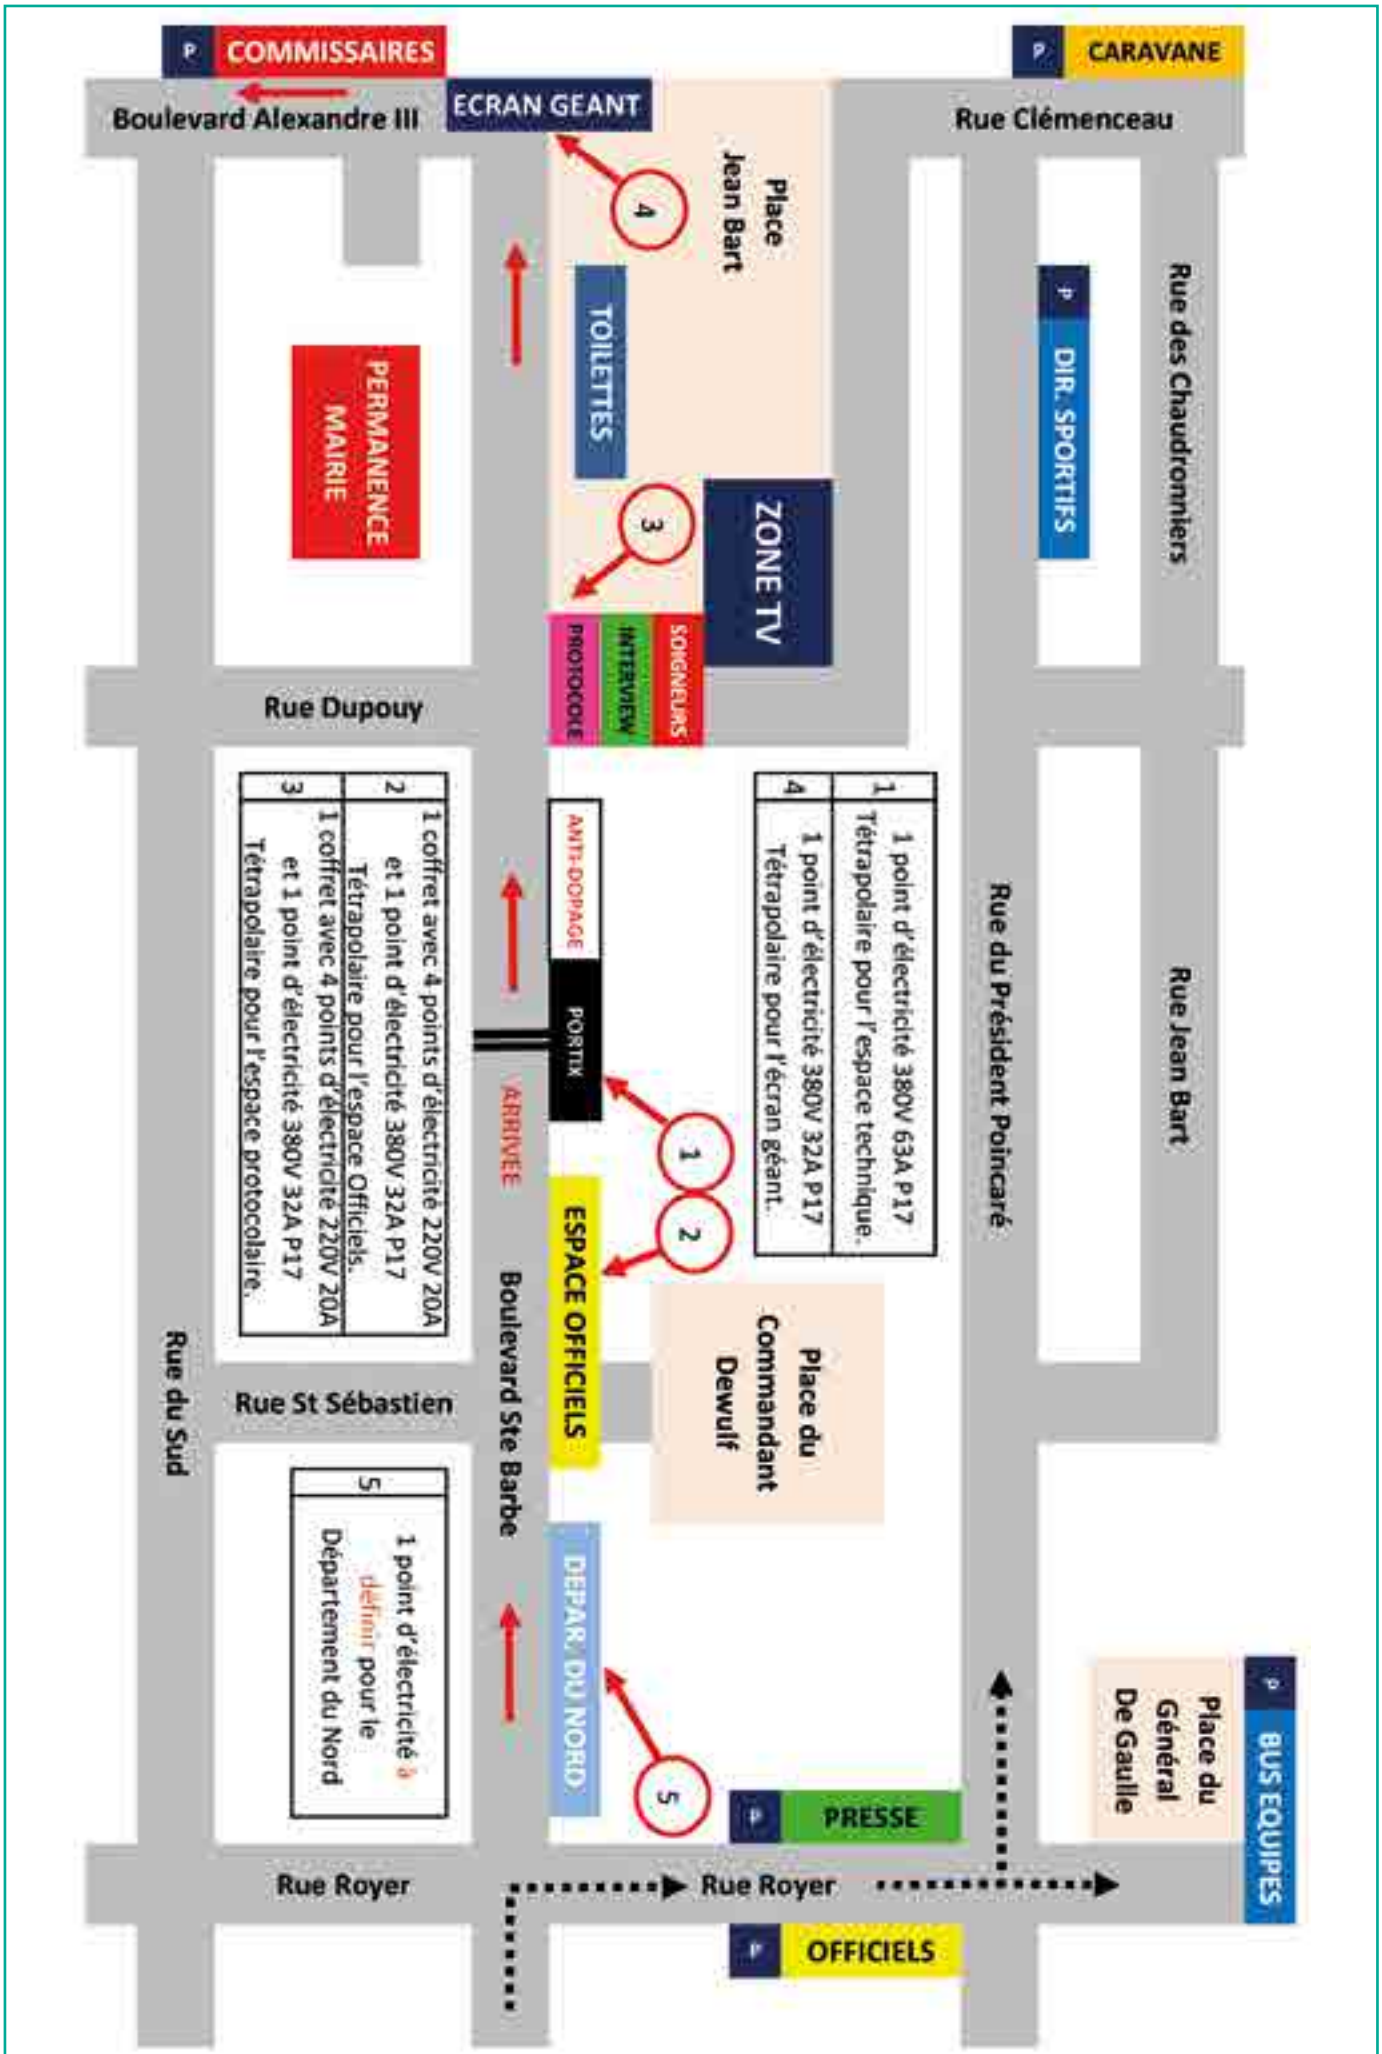 P COMMISSAIRES
P CARAVANE
Boulevard Alexandre III
ECRAN GEANT
Rue Clémenceau
Place
Jean Bart
4
TOILETTES
P DIR. SPORTIFS
Rue des Chaudronniers
PERMANENCE
MAIRIE
3
ZONE TV
SOIGNEURS
INTERVIEW
PROTOCOLE
Rue Dupouy
1
1 point d'électricité 380V 63A P17
Tétrapolaire pour l'espace technique.
4
1 point d'électricité 380V 32A P17
Tétrapolaire pour l'écran géant.
2
1 coffret avec 4 points d'électricité 220V 20A
et 1 point d'électricité 380V 32A P17
Tétrapolaire pour l'espace Officiels.
3
1 coffret avec 4 points d'électricité 220V 20A
et 1 point d'électricité 380V 32A P17
Tétrapolaire pour l'espace protocolaire.
ANTI-DOPAGE
PORTIX
ARRIVEE
1
2
Rue du Président Poincaré
Rue Jean Bart
ESPACE OFFICIELS
Place du
Commandant
Dewulf
Boulevard Ste Barbe
Rue du Sud
Rue St Sébastien
5
1 point d'électricité à
définir pour le
Département du Nord
DEPAR. DU NORD
5
P PRESSE
Place du
Général
De Gaulle
P BUS EQUIPES
Rue Royer
Rue Royer
P OFFICIELS